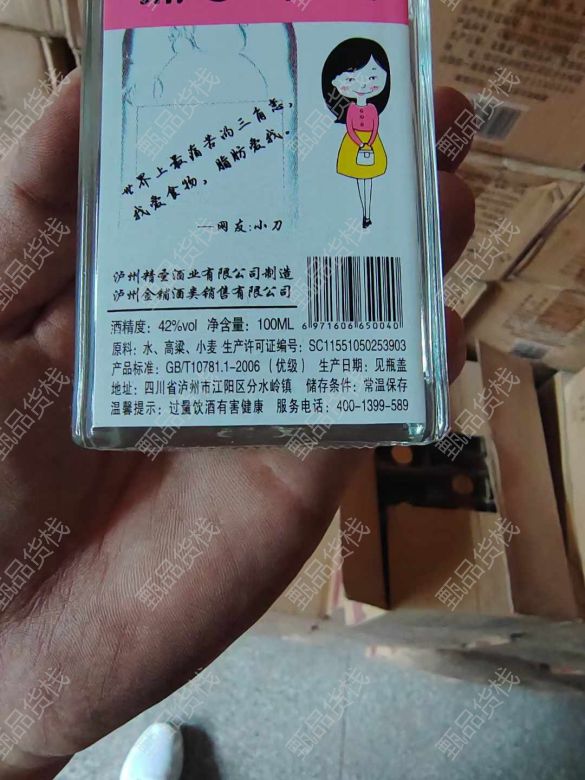 世界上最痛苦的三角恋，
我爱食物，脂肪爱我。
——网友：小刀
泸州精圣酒业有限公司制造
泸州金辅酒类销售有限公司
6 971606 650040
酒精度：42%vol 净含量：100ML
原料：水、高粱、小麦 生产许可证编号：SC11551050253903
产品标准：GB/T10781.1-2006（优级） 生产日期：见瓶盖
地址：四川省泸州市江阳区分水岭镇 储存条件：常温保存
温馨提示：过量饮酒有害健康 服务电话：400-1399-589
甄品货栈